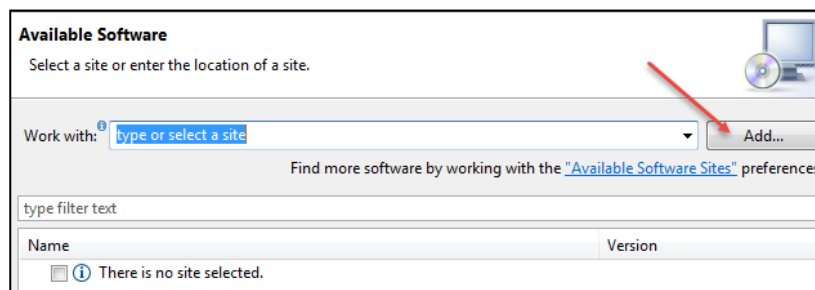 Available Software
Select a site or enter the location of a site.
Work with: type or select a site Add...
Find more software by working with the "Available Software Sites" preferences
type filter text
Name Version
There is no site selected.